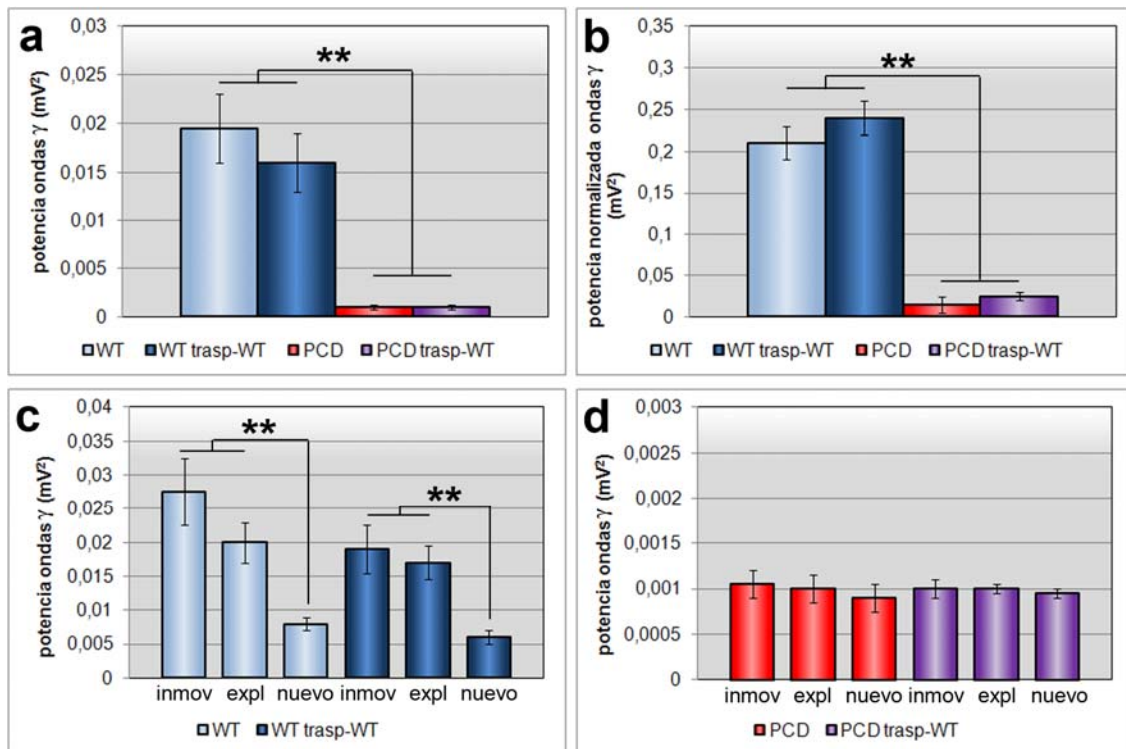 a
potencia ondas γ (mV²)
0,03
0,025
0,02
0,015
0,01
0,005
0
**
WT WT trasp-WT PCD PCD trasp-WT
b
potencia normalizada ondas γ
(mV²)
0,35
0,3
0,25
0,2
0,15
0,1
0,05
0
**
WT WT trasp-WT PCD PCD trasp-WT
c
potencia ondas γ (mV²)
0,04
0,035
0,03
0,025
0,02
0,015
0,01
0,005
0
**
**
inmov expl nuevo inmov expl nuevo
WT WT trasp-WT
d
potencia ondas γ (mV²)
0,003
0,0025
0,002
0,0015
0,001
0,0005
0
inmov expl nuevo inmov expl nuevo
PCD PCD trasp-WT